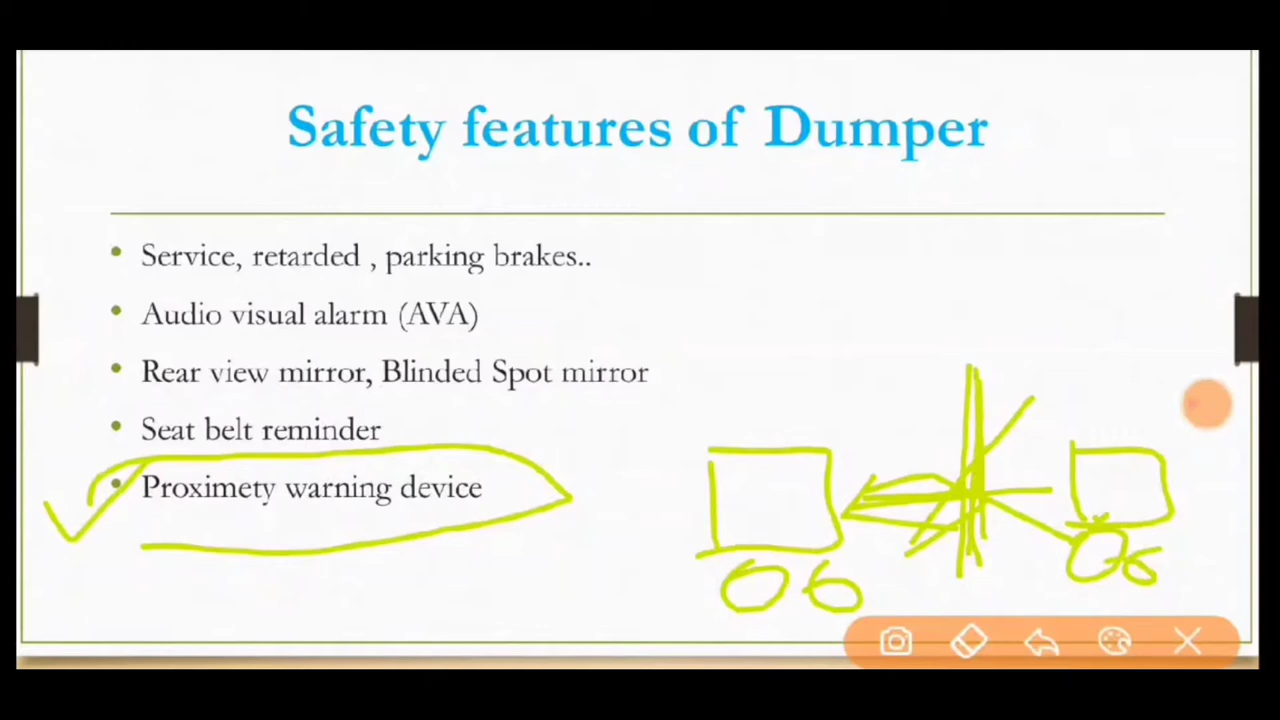 Safety features of Dumper
• Service, retarded , parking brakes..
• Audio visual alarm (AVA)
• Rear view mirror, Blinded Spot mirror
• Seat belt reminder
• Proximety warning device